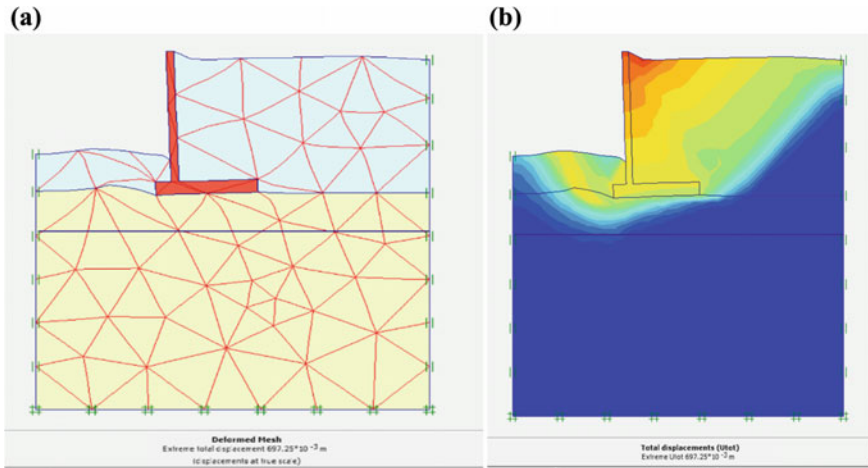 (a)
(b)
Deformed Mesh
Extreme total displacement 697.25*10 -3 m
(displacements at true scale)
Total displacements (Utot)
Extreme Utot 697.25*10 -3 m